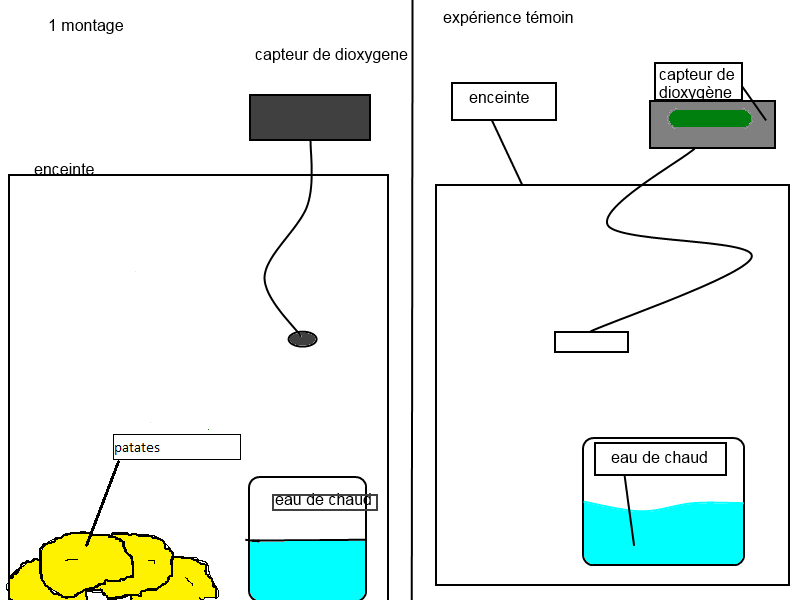 1 montage
capteur de dioxygene
enceinte
patates
eau de chaud
expérience témoin
enceinte
capteur de
dioxygène
eau de chaud